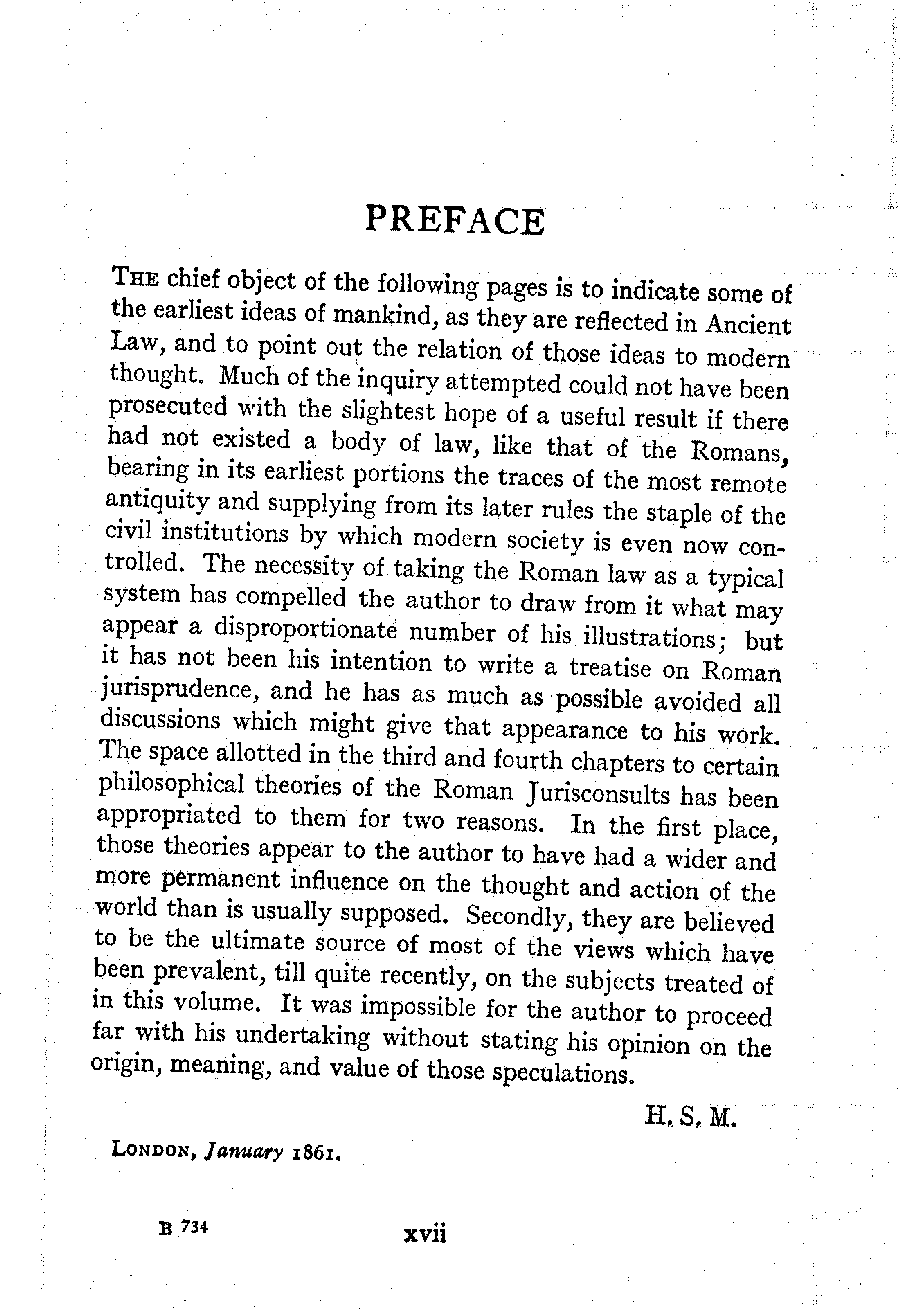 PREFACE
THE chief object of the following pages is to indicate some of
the earliest ideas of mankind, as they are reflected in Ancient
Law, and to point out the relation of those ideas to modern
thought. Much of the inquiry attempted could not have been
prosecuted with the slightest hope of a useful result if there
had not existed a body of law, like that of the Romans,
bearing in its earliest portions the traces of the most remote
antiquity and supplying from its later rules the staple of the
civil institutions by which modern society is even now con-
trolled. The necessity of taking the Roman law as a typical
system has compelled the author to draw from it what may
appear a disproportionate number of his illustrations; but
it has not been his intention to write a treatise on Roman
jurisprudence, and he has as much as possible avoided all
discussions which might give that appearance to his work.
The space allotted in the third and fourth chapters to certain
philosophical theories of the Roman Jurisconsults has been
appropriated to them for two reasons. In the first place,
those theories appear to the author to have had a wider and
more permanent influence on the thought and action of the
world than is usually supposed. Secondly, they are believed
to be the ultimate source of most of the views which have
been prevalent, till quite recently, on the subjects treated of
in this volume. It was impossible for the author to proceed
far with his undertaking without stating his opinion on the
origin, meaning, and value of those speculations.
H. S. M.
LONDON, January 1861.
B 734
xvii